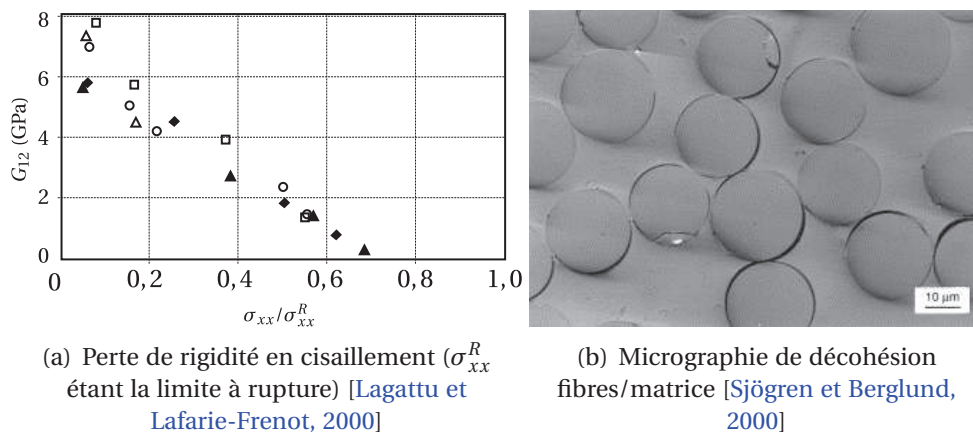 8
6
4
2
0
G₁₂ (GPa)
0 0,2 0,4 0,6 0,8 1,0
σₓₓ/σᴿₓₓ
10 μm
(a) Perte de rigidité en cisaillement (σᴿₓₓ
étant la limite à rupture) [Lagattu et
Lafarie-Frenot, 2000]
(b) Micrographie de décohésion
fibres/matrice [Sjögren et Berglund,
2000]